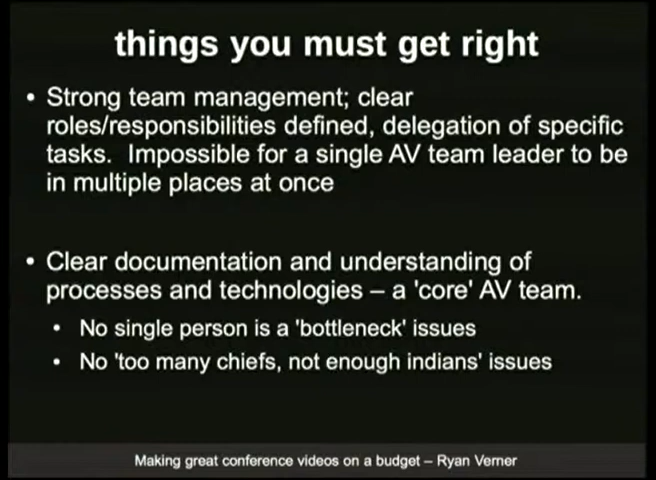 things you must get right
• Strong team management; clear
roles/responsibilities defined, delegation of specific
tasks.  Impossible for a single AV team leader to be
in multiple places at once
• Clear documentation and understanding of
processes and technologies – a 'core' AV team.
• No single person is a 'bottleneck' issues
• No 'too many chiefs, not enough indians' issues
Making great conference videos on a budget – Ryan Verner